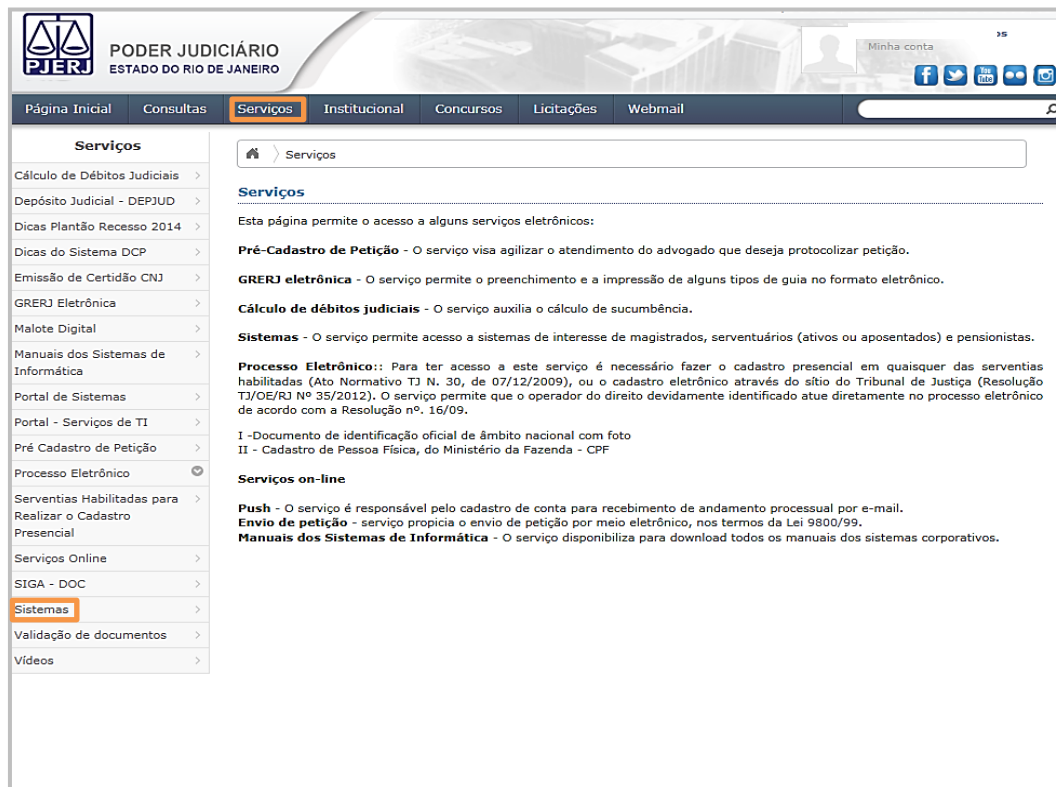 PJERJ
PODER JUDICIÁRIO
ESTADO DO RIO DE JANEIRO
Minha conta
You
Tube
Página Inicial
Consultas
Serviços
Institucional
Concursos
Licitações
Webmail
Serviços
Cálculo de Débitos Judiciais
Depósito Judicial - DEPJUD
Dicas Plantão Recesso 2014
Dicas do Sistema DCP
Emissão de Certidão CNJ
GRERJ Eletrônica
Malote Digital
Manuais dos Sistemas de
Informática
Portal de Sistemas
Portal - Serviços de TI
Pré Cadastro de Petição
Processo Eletrônico
Serventias Habilitadas para
Realizar o Cadastro
Presencial
Serviços Online
SIGA - DOC
Sistemas
Validação de documentos
Vídeos
Serviços
Serviços
Esta página permite o acesso a alguns serviços eletrônicos:
Pré-Cadastro de Petição - O serviço visa agilizar o atendimento do advogado que deseja protocolizar petição.
GRERJ eletrônica - O serviço permite o preenchimento e a impressão de alguns tipos de guia no formato eletrônico.
Cálculo de débitos judiciais - O serviço auxilia o cálculo de sucumbência.
Sistemas - O serviço permite acesso a sistemas de interesse de magistrados, serventuários (ativos ou aposentados) e pensionistas.
Processo Eletrônico:: Para ter acesso a este serviço é necessário fazer o cadastro presencial em quaisquer das serventias
habilitadas (Ato Normativo TJ N. 30, de 07/12/2009), ou o cadastro eletrônico através do sítio do Tribunal de Justiça (Resolução
TJ/OE/RJ Nº 35/2012). O serviço permite que o operador do direito devidamente identificado atue diretamente no processo eletrônico
de acordo com a Resolução nº. 16/09.
I -Documento de identificação oficial de âmbito nacional com foto
II - Cadastro de Pessoa Física, do Ministério da Fazenda - CPF
Serviços on-line
Push - O serviço é responsável pelo cadastro de conta para recebimento de andamento processual por e-mail.
Envio de petição - serviço propicia o envio de petição por meio eletrônico, nos termos da Lei 9800/99.
Manuais dos Sistemas de Informática - O serviço disponibiliza para download todos os manuais dos sistemas corporativos.